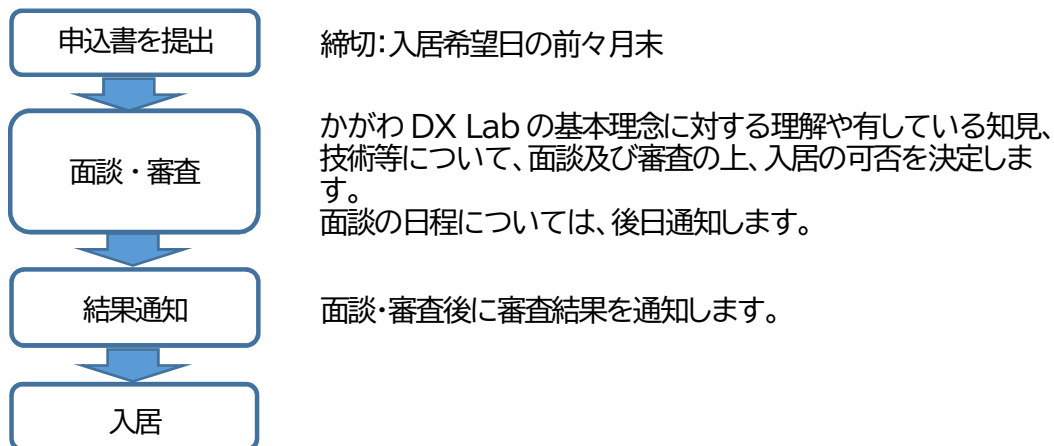 申込書を提出
締切：入居希望日の前々月末
面談・審査
かがわ DX Lab の基本理念に対する理解や有している知見、
技術等について、面談及び審査の上、入居の可否を決定しま
す。
面談の日程については、後日通知します。
結果通知
面談・審査後に審査結果を通知します。
入居